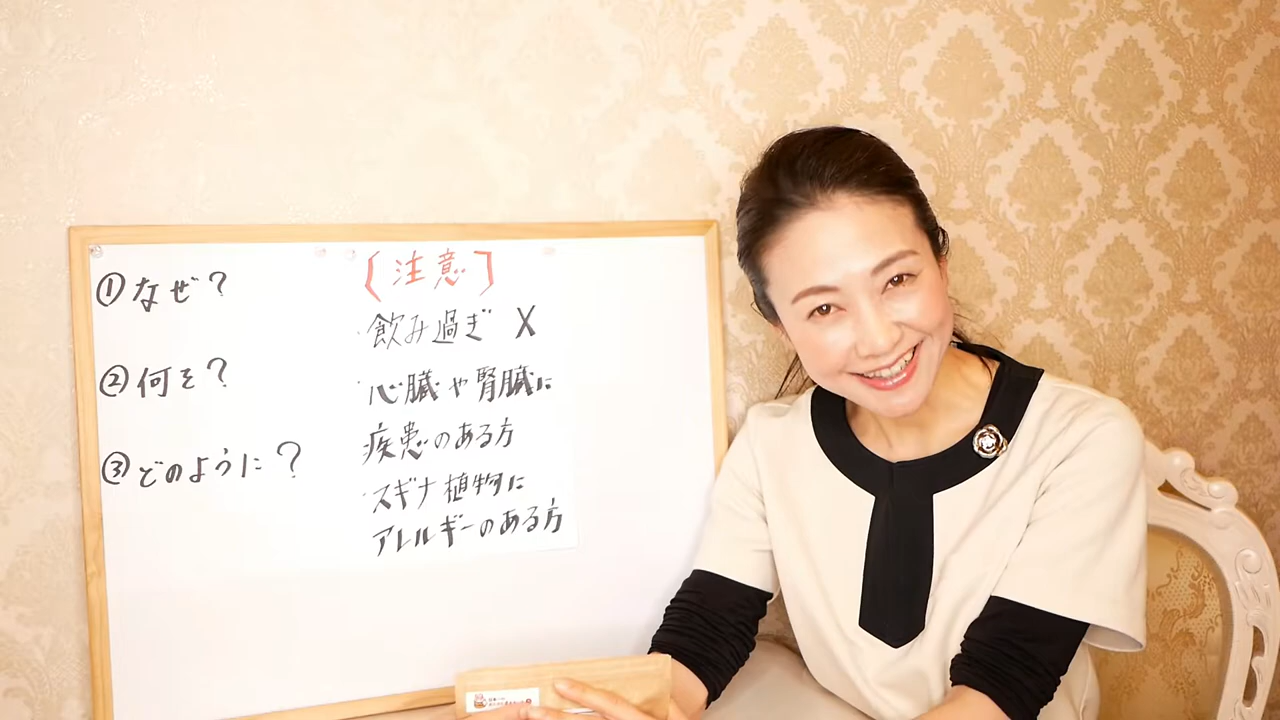 ①なぜ?
②何を?
③どのように?
【注意】
・飲み過ぎ X
・心臓や腎臓に
疾患のある方
・スギナ植物に
アレルギーのある方